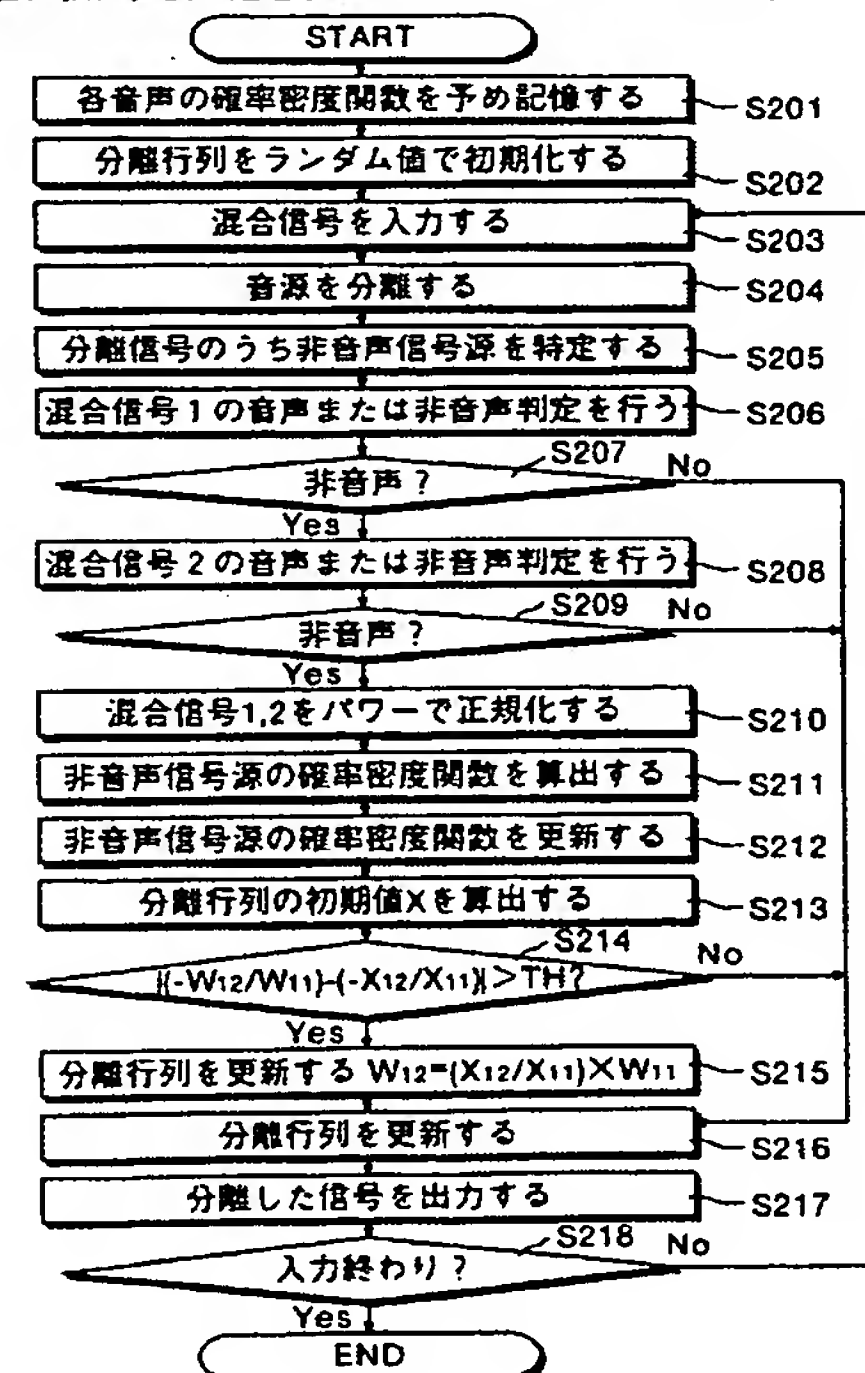 START
各音声の確率密度関数を予め記憶する S201
分離行列をランダム値で初期化する S202
混合信号を入力する S203
音源を分離する S204
分離信号のうち非音声信号源を特定する S205
混合信号1の音声または非音声判定を行う S206
S207
非音声? No
Yes
混合信号2の音声または非音声判定を行う S208
S209
非音声? No
Yes
混合信号1,2をパワーで正規化する S210
非音声信号源の確率密度関数を算出する S211
非音声信号源の確率密度関数を更新する S212
分離行列の初期値Xを算出する S213
S214
|(-W12/W11)-(-X12/X11)|>TH? No
Yes
分離行列を更新する W12=(X12/X11)×W11 S215
分離行列を更新する S216
分離した信号を出力する S217
S218
入力終わり? No
Yes
END